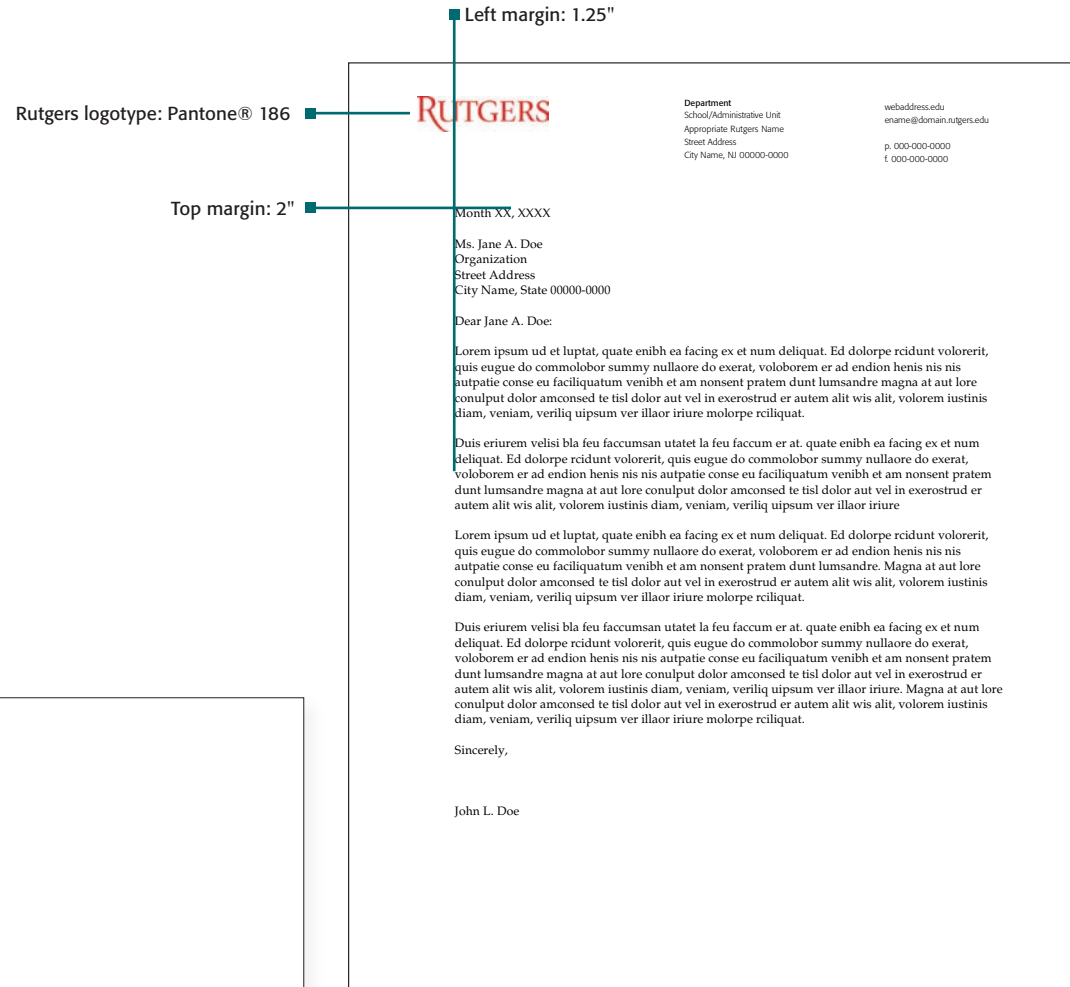 Left margin: 1.25"
Rutgers logotype: Pantone® 186
RUTGERS
Department
School/Administrative Unit
Appropriate Rutgers Name
Street Address
City Name, NJ 00000-0000
webaddress.edu
ename@domain.rutgers.edu
p. 000-000-0000
f. 000-000-0000
Top margin: 2"
Month XX, XXXX
Ms. Jane A. Doe
Organization
Street Address
City Name, State 00000-0000
Dear Jane A. Doe:
Lorem ipsum ud et luptat, quate enibh ea facing ex et num deliquat. Ed dolorpe rcidunt volorerit,
quis eugue do commolobor summy nullaore do exerat, voloborem er ad endion henis nis nis
autpatie conse eu faciliquatum venibh et am nonsent pratem dunt lumsandre magna at aut lore
conulput dolor amconsed te tisl dolor aut vel in exerostrud er autem alit wis alit, volorem iustinis
diam, veniam, veriliq uipsum ver illaor iriure molorpe rciliquat.
Duis eriurem velisi bla feu faccumsan utatet la feu faccum er at. quate enibh ea facing ex et num
deliquat. Ed dolorpe rcidunt volorerit, quis eugue do commolobor summy nullaore do exerat,
voloborem er ad endion henis nis nis autpatie conse eu faciliquatum venibh et am nonsent pratem
dunt lumsandre magna at aut lore conulput dolor amconsed te tisl dolor aut vel in exerostrud er
autem alit wis alit, volorem iustinis diam, veniam, veriliq uipsum ver illaor iriure
Lorem ipsum ud et luptat, quate enibh ea facing ex et num deliquat. Ed dolorpe rcidunt volorerit,
quis eugue do commolobor summy nullaore do exerat, voloborem er ad endion henis nis nis
autpatie conse eu faciliquatum venibh et am nonsent pratem dunt lumsandre. Magna at aut lore
conulput dolor amconsed te tisl dolor aut vel in exerostrud er autem alit wis alit, volorem iustinis
diam, veniam, veriliq uipsum ver illaor iriure molorpe rciliquat.
Duis eriurem velisi bla feu faccumsan utatet la feu faccum er at. quate enibh ea facing ex et num
deliquat. Ed dolorpe rcidunt volorerit, quis eugue do commolobor summy nullaore do exerat,
voloborem er ad endion henis nis nis autpatie conse eu faciliquatum venibh et am nonsent pratem
dunt lumsandre magna at aut lore conulput dolor amconsed te tisl dolor aut vel in exerostrud er
autem alit wis alit, volorem iustinis diam, veniam, veriliq uipsum ver illaor iriure. Magna at aut lore
conulput dolor amconsed te tisl dolor aut vel in exerostrud er autem alit wis alit, volorem iustinis
diam, veniam, veriliq uipsum ver illaor iriure molorpe rciliquat.
Sincerely,
John L. Doe